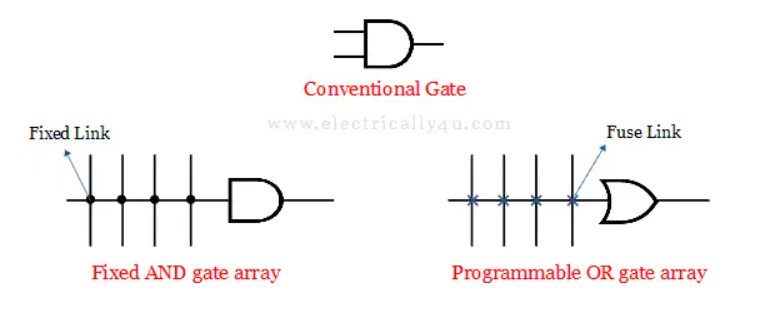 Conventional Gate
www.electrically4u.com
Fixed Link
Fuse Link
Fixed AND gate array
Programmable OR gate array